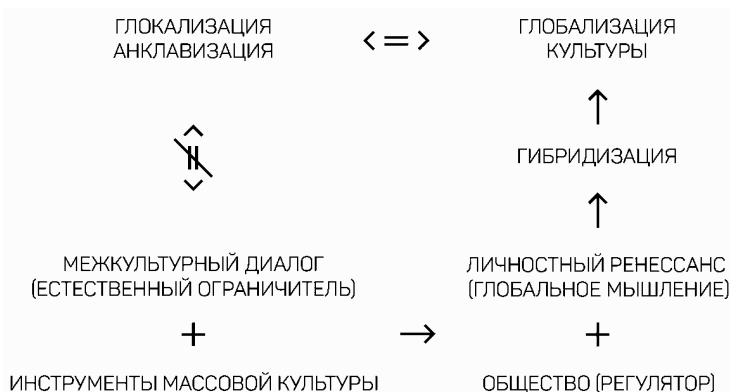 ГЛОКАЛИЗАЦИЯ
АНКЛАВИЗАЦИЯ
< = >
ГЛОБАЛИЗАЦИЯ
КУЛЬТУРЫ
ГИБРИДИЗАЦИЯ
МЕЖКУЛЬТУРНЫЙ ДИАЛОГ
(ЕСТЕСТВЕННЫЙ ОГРАНИЧИТЕЛЬ)
ЛИЧНОСТНЫЙ РЕНЕССАНС
(ГЛОБАЛЬНОЕ МЫШЛЕНИЕ)
+
→
+
ИНСТРУМЕНТЫ МАССОВОЙ КУЛЬТУРЫ
ОБЩЕСТВО (РЕГУЛЯТОР)